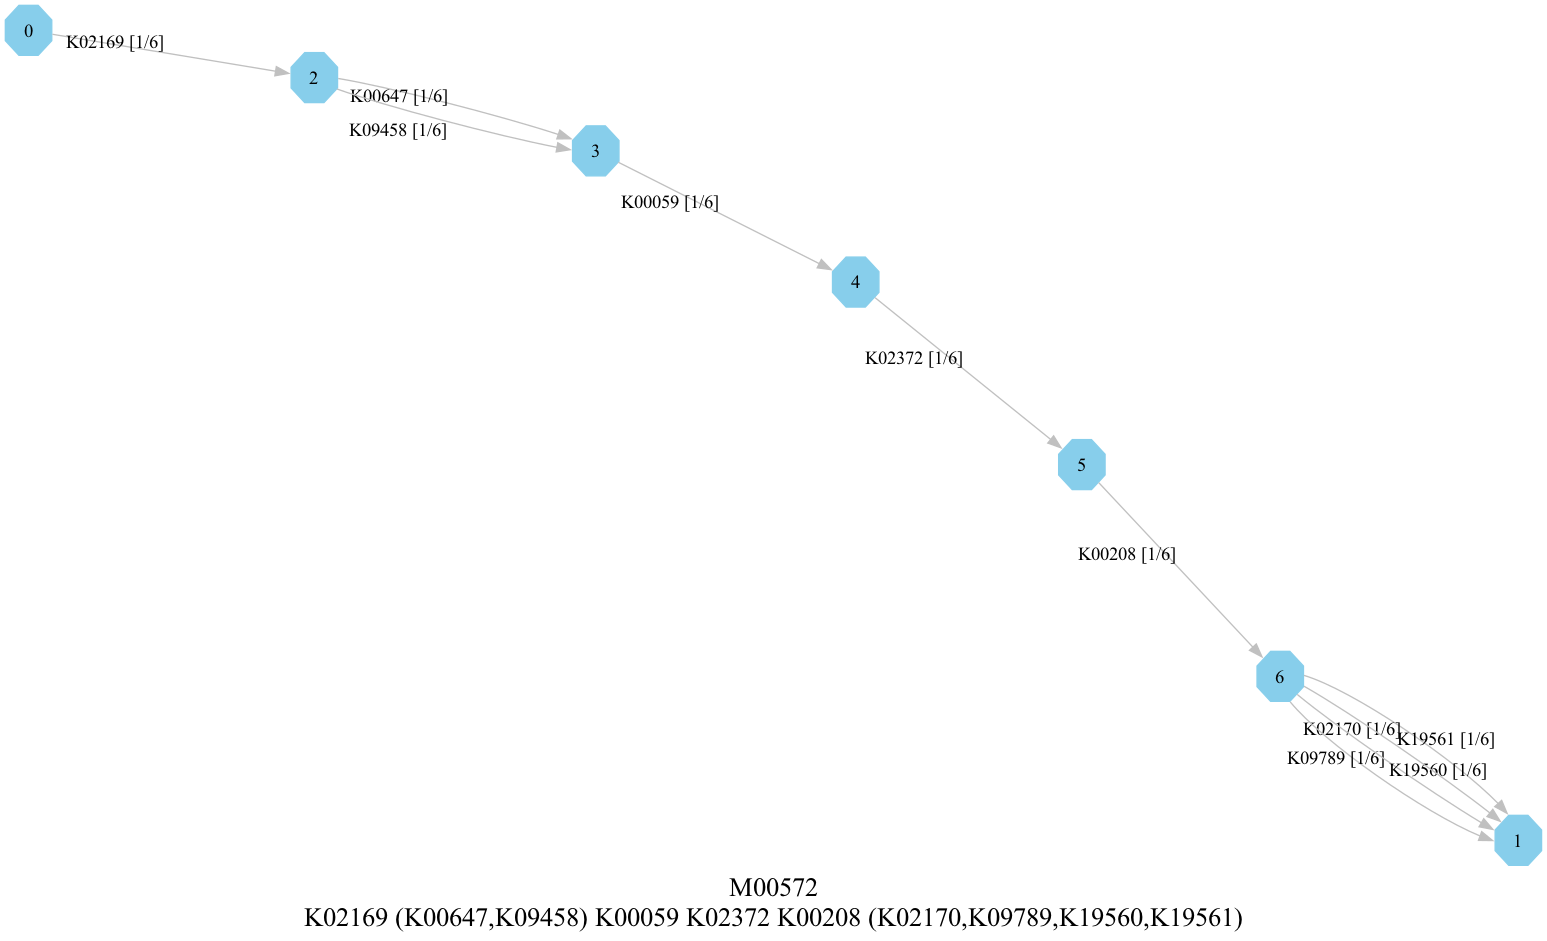 0
K02169 [1/6]
2
K00647 [1/6]
K09458 [1/6]
3
K00059 [1/6]
4
K02372 [1/6]
5
K00208 [1/6]
6
K02170 [1/6]
K19561 [1/6]
K09789 [1/6]
K19560 [1/6]
1
M00572
K02169 (K00647,K09458) K00059 K02372 K00208 (K02170,K09789,K19560,K19561)